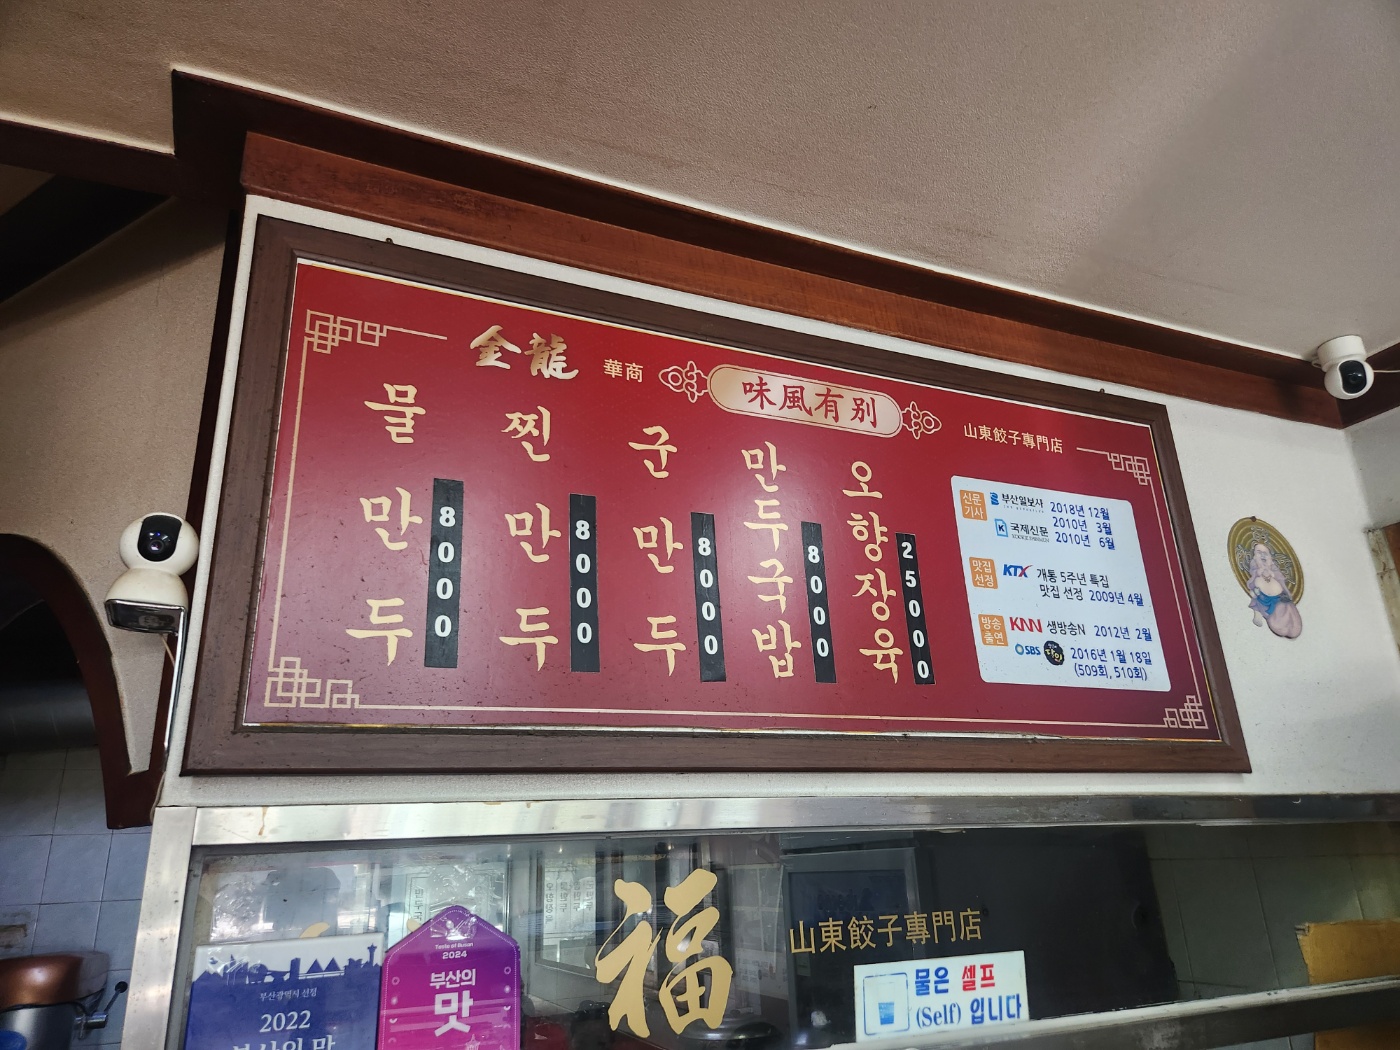 金龍 華商 味風有别 山東餃子專門店
물만두 8000
찐만두 8000
군만두 8000
만두국밥 8000
오향장육 25000
신문기사 부산일보사 2018년 12월
2010년 3월
국제신문 2010년 6월
맛집선정 KTX 개통 5주년 특집
맛집 선정 2009년 4월
방송출연 KNN 생방송N 2012년 2월
SBS 2016년 1월 18일
(509회, 510회)
福 山東餃子專門店
부산광역시 선정
2022
부산의 맛
Taste of Busan
2024
부산의
맛
물은 셀프
(Self) 입니다